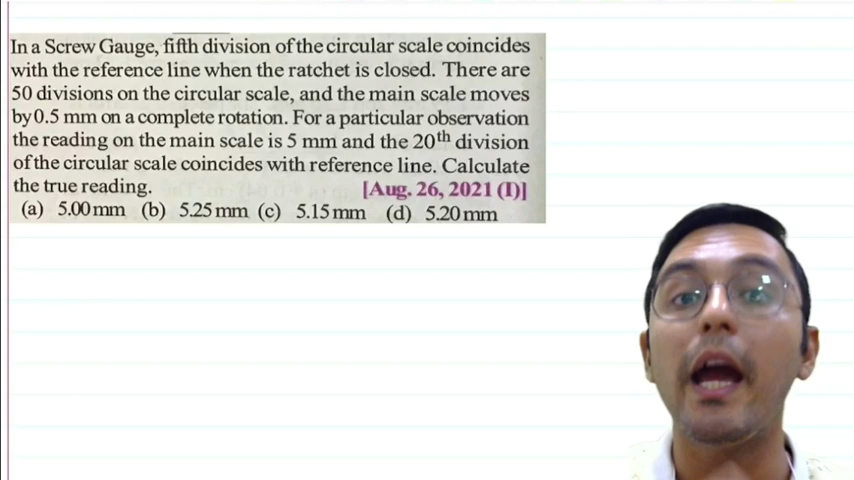 In a Screw Gauge, fifth division of the circular scale coincides
with the reference line when the ratchet is closed. There are
50 divisions on the circular scale, and the main scale moves
by 0.5 mm on a complete rotation. For a particular observation
the reading on the main scale is 5 mm and the 20th division
of the circular scale coincides with reference line. Calculate
the true reading. [Aug. 26, 2021 (I)]
(a) 5.00 mm (b) 5.25 mm (c) 5.15 mm (d) 5.20 mm